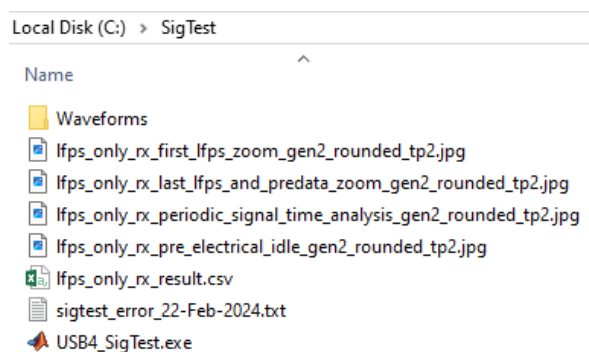 Local Disk (C:) > SigTest
Name
Waveforms
lfps_only_rx_first_lfps_zoom_gen2_rounded_tp2.jpg
lfps_only_rx_last_lfps_and_predata_zoom_gen2_rounded_tp2.jpg
lfps_only_rx_periodic_signal_time_analysis_gen2_rounded_tp2.jpg
lfps_only_rx_pre_electrical_idle_gen2_rounded_tp2.jpg
lfps_only_rx_result.csv
sigtest_error_22-Feb-2024.txt
USB4_SigTest.exe